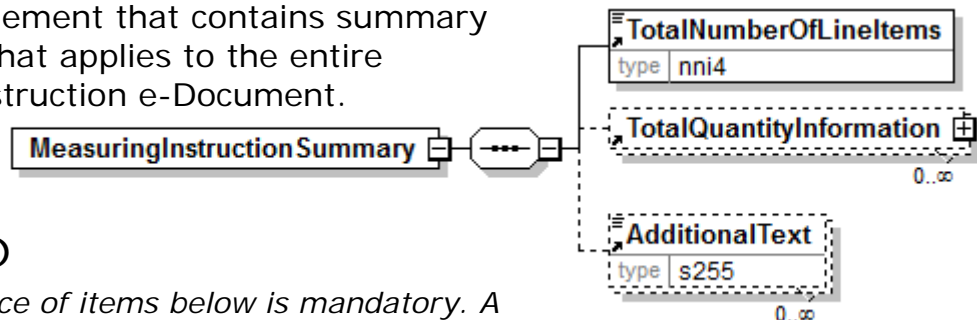 ement that contains summary
hat applies to the entire
struction e-Document.
MeasuringInstructionSummary
TotalNumberOfLineItems
type nni4
TotalQuantityInformation
0..∞
AdditionalText
type s255
0..∞
ce of items below is mandatory. A